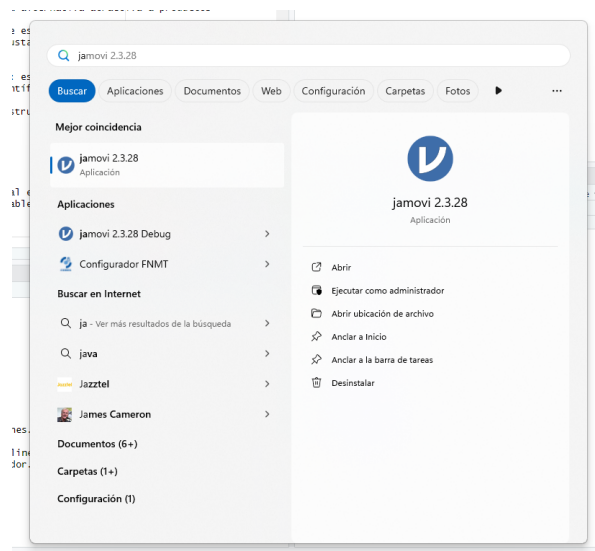 jamovi 2.3.28
Buscar Aplicaciones Documentos Web Configuración Carpetas Fotos
Mejor coincidencia
jamovi 2.3.28
Aplicación
Aplicaciones
jamovi 2.3.28 Debug
Configurador FNMT
Buscar en Internet
ja - Ver más resultados de la búsqueda
java
Jazztel
James Cameron
Documentos (6+)
Carpetas (1+)
Configuración (1)
jamovi 2.3.28
Aplicación
Abrir
Ejecutar como administrador
Abrir ubicación de archivo
Anclar a Inicio
Anclar a la barra de tareas
Desinstalar